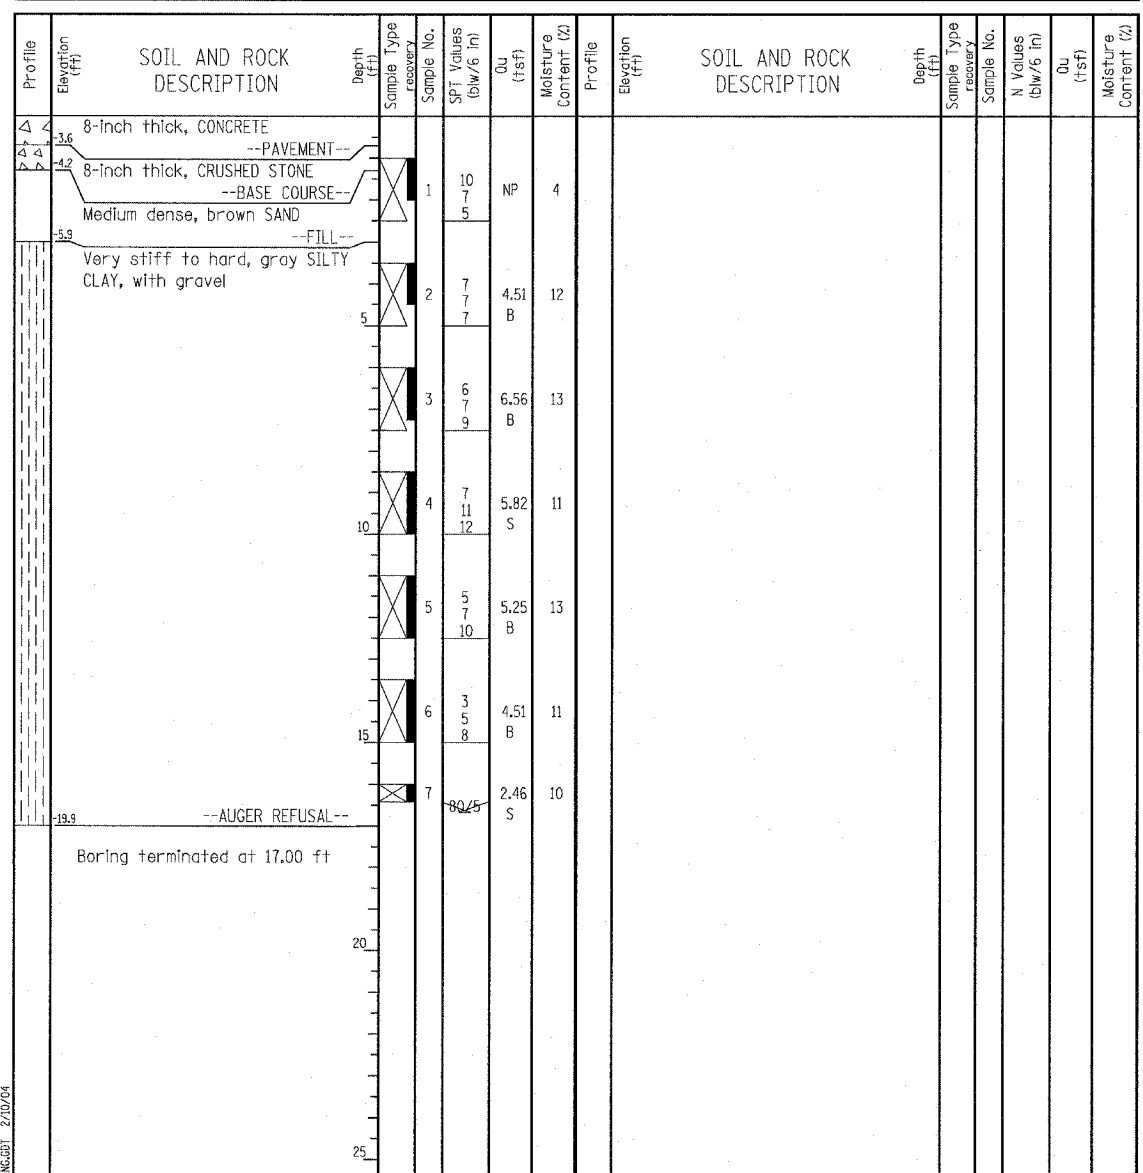 Profile
Elevation (ft)
SOIL AND ROCK
DESCRIPTION
Depth (ft)
Sample Type
recovery
Sample No.
SPT Values (blw/6 in)
Qu (tsf)
Moisture Content (%)
Profile
Elevation (ft)
SOIL AND ROCK
DESCRIPTION
Depth (ft)
Sample Type
recovery
Sample No.
N Values (blw/6 in)
Qu (tsf)
Moisture Content (%)
8-inch thick, CONCRETE
-3.6
--PAVEMENT--
-4.2
8-inch thick, CRUSHED STONE
--BASE COURSE--
1
10
7
5
NP
4
Medium dense, brown SAND
-5.9
--FILL--
Very stiff to hard, gray SILTY
CLAY, with gravel
2
7
7
7
4.51
B
12
5
3
6
7
9
6.56
B
13
4
7
11
12
5.82
S
11
10
5
5
7
10
5.25
B
13
6
3
5
8
4.51
B
11
15
7
80/5
2.46
S
10
-19.9
--AUGER REFUSAL--
Boring terminated at 17.00 ft
20
25
NG.GDT 2/10/04